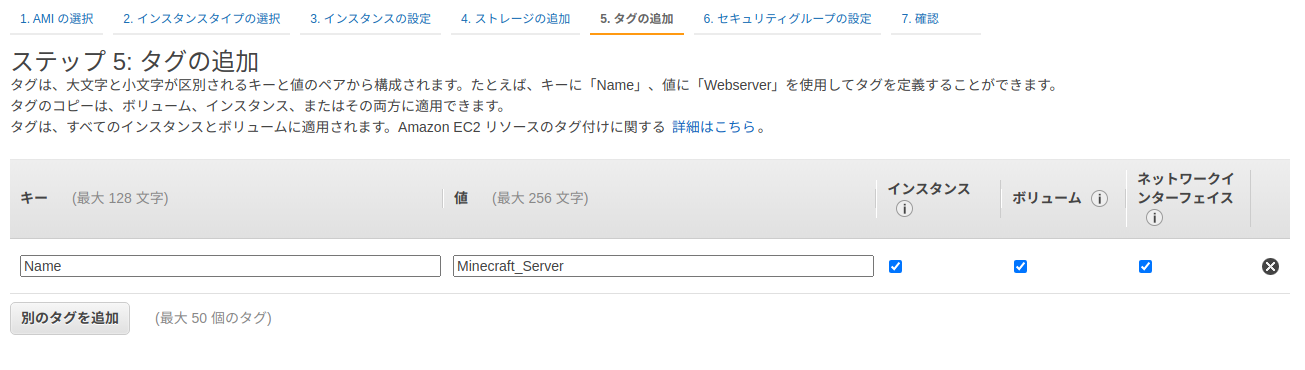 1. AMI の選択 2. インスタンスタイプの選択 3. インスタンスの設定 4. ストレージの追加 5. タグの追加 6. セキュリティグループの設定 7. 確認
ステップ 5: タグの追加
タグは、大文字と小文字が区別されるキーと値のペアから構成されます。たとえば、キーに「Name」、値に「Webserver」を使用してタグを定義することができます。
タグのコピーは、ボリューム、インスタンス、またはその両方に適用できます。
タグは、すべてのインスタンスとボリュームに適用されます。Amazon EC2 リソースのタグ付けに関する 詳細はこちら 。
キー (最大 128 文字) 値 (最大 256 文字)
インスタンス
ボリューム
ネットワークイ
ンターフェイス
Name Minecraft_Server
別のタグを追加 (最大 50 個のタグ)